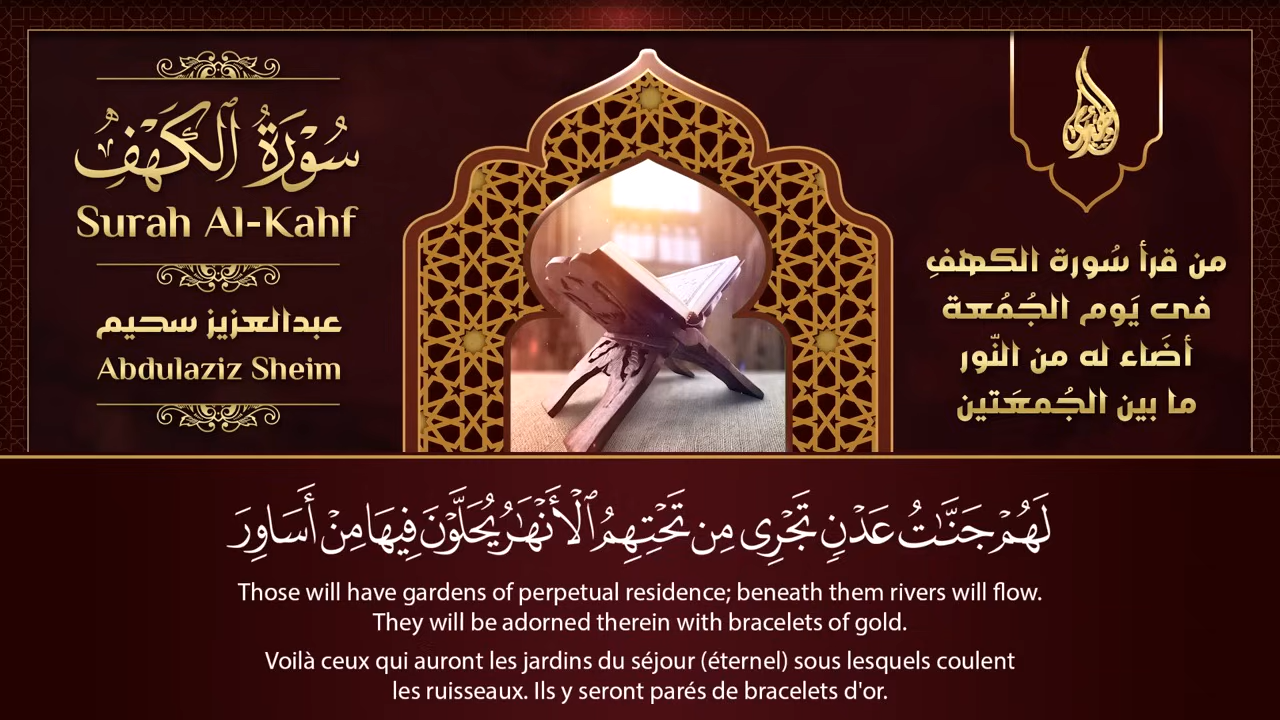 سُورَةُ ٱلْكَهْفِ
Surah Al-Kahf
عبدالعزيز سحيم
Abdulaziz Sheim
من قرأ سُورة الكهفِ
فى يَوم الجُمُعة
أضَاء له من النّور
ما بين الجُمعَتين
لَهُمْ جَنَّٰتُ عَدْنٍ تَجْرِى مِن تَحْتِهِمُ ٱلْأَنْهَٰرُ يُحَلَّوْنَ فِيهَا مِنْ أَسَاوِرَ
Those will have gardens of perpetual residence; beneath them rivers will flow.
They will be adorned therein with bracelets of gold.
Voilà ceux qui auront les jardins du séjour (éternel) sous lesquels coulent
les ruisseaux. Ils y seront parés de bracelets d'or.